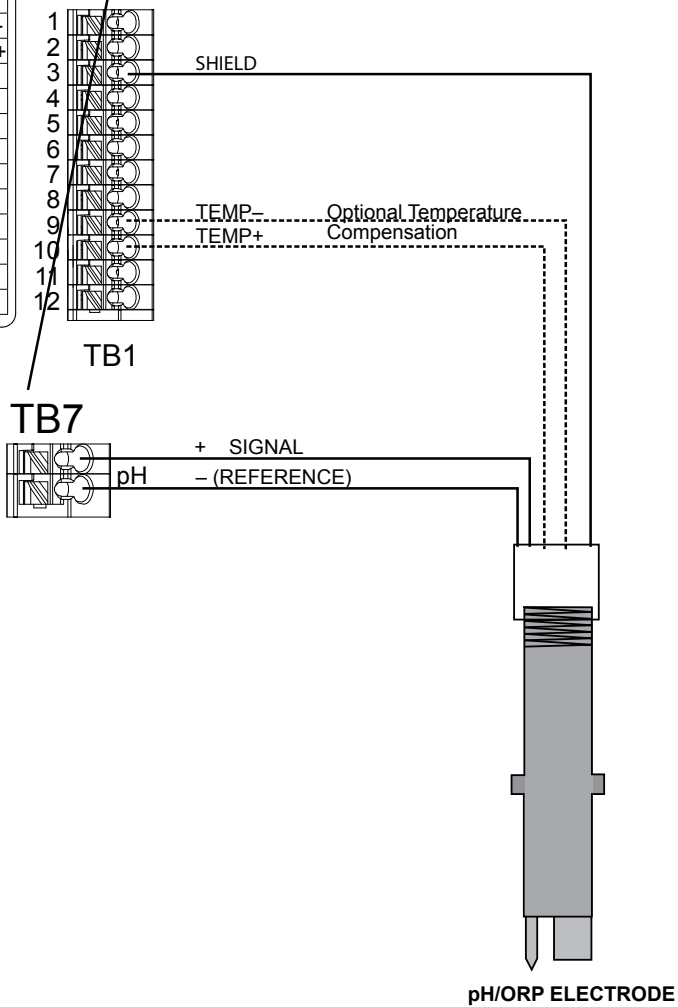 +
1
2
3
SHIELD
4
5
6
7
8
9
TEMP– Optional Temperature
10
TEMP+ Compensation
11
12
TB1
TB7
+ SIGNAL
pH – (REFERENCE)
pH/ORP ELECTRODE